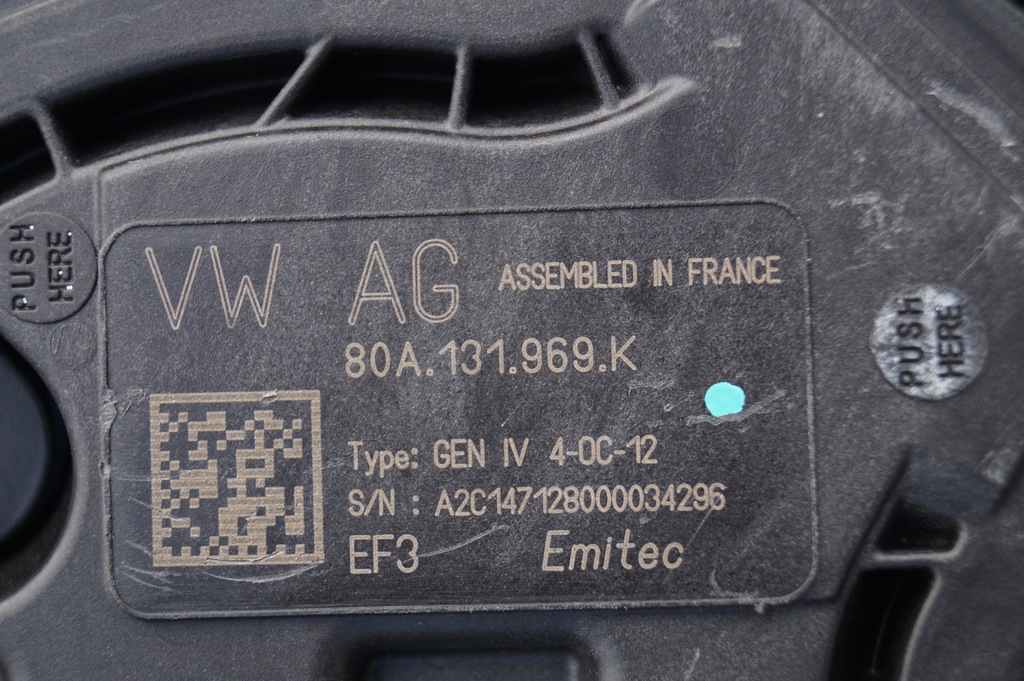 VW AG ASSEMBLED IN FRANCE
80A.131.969.K
Type: GEN IV 4-OC-12
S/N : A2C147128000034296
EF3 Emitec
PUSH
HERE
PUSH
HERE